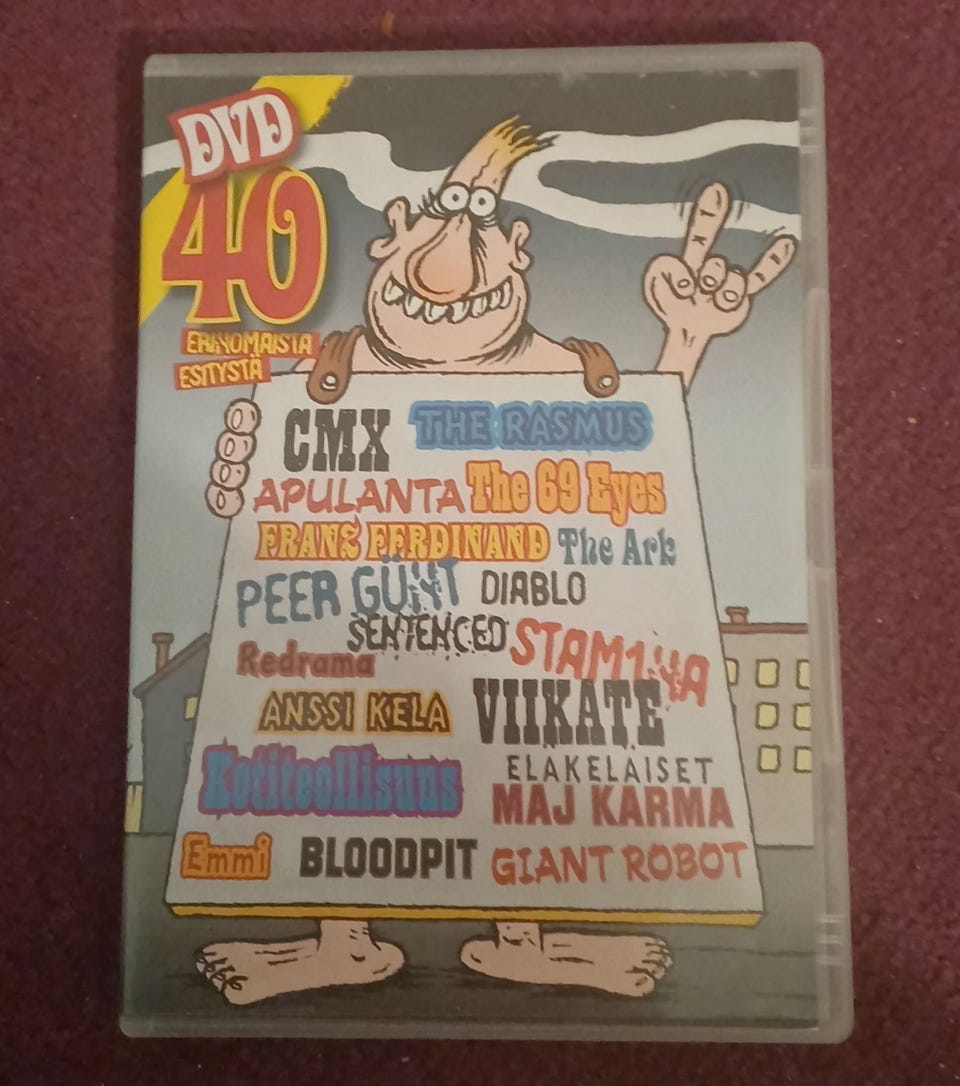 DVD
40
ERINOMAISTA
ESITYSTÄ
CMX THE RASMUS
APULANTA The 69 Eyes
FRANZ FERDINAND The Ark
PEER GÜNT DIABLO
SENTENCED STAM1NA
Redrama
ANSSI KELA VIIKATE
Kotiteollisuus ELAKELAISET
MAJ KARMA
Emmi BLOODPIT GIANT ROBOT